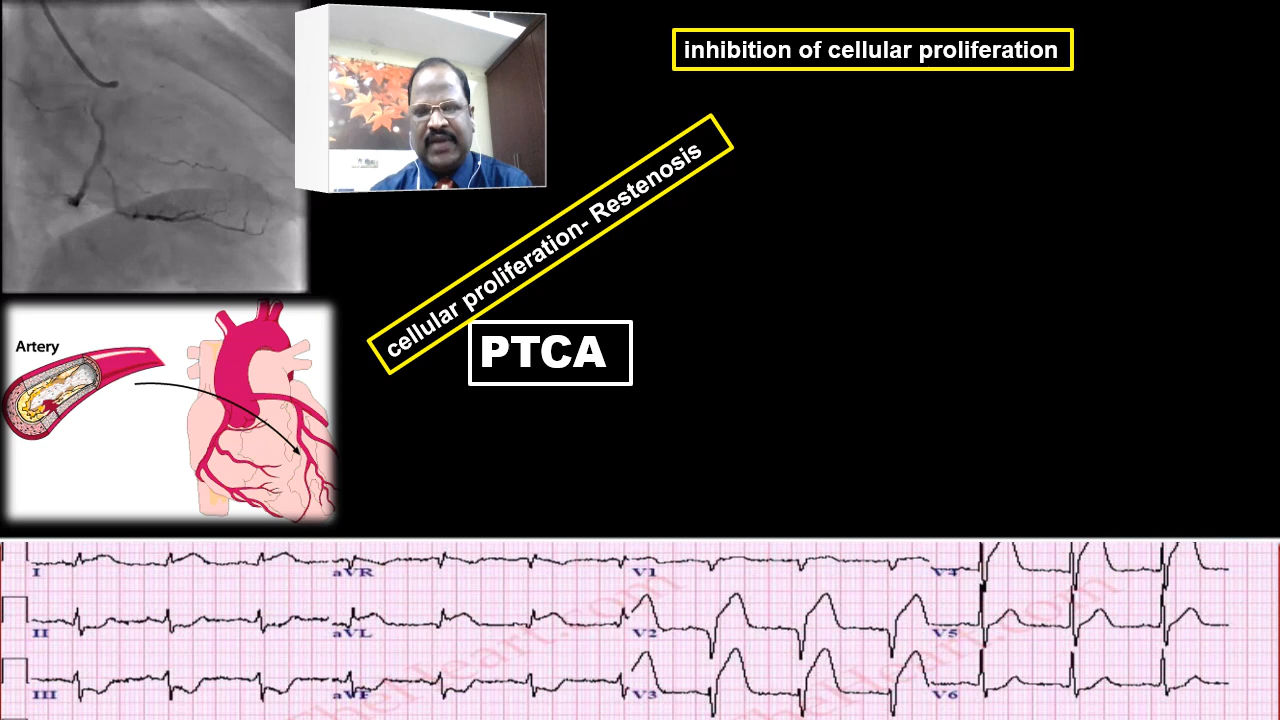 inhibition of cellular proliferation
cellular proliferation- Restenosis
PTCA
Artery
I
aVR
V1
V4
II
aVL
V2
V5
III
aVF
V3
V6